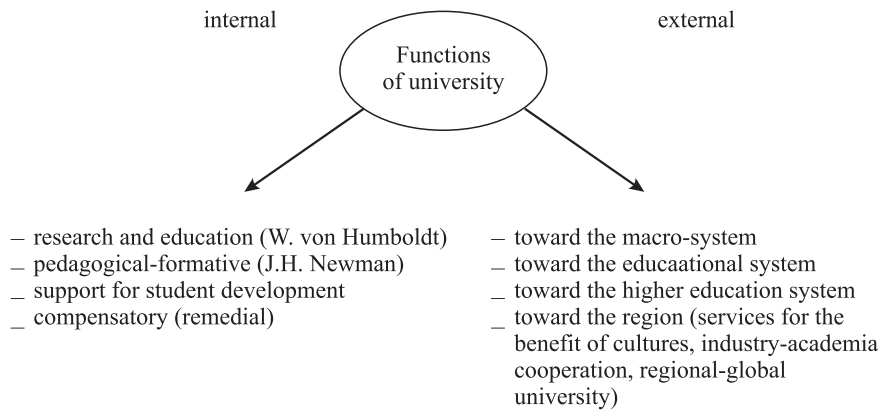 internal
external
Functions
of university
– research and education (W. von Humboldt)
– pedagogical-formative (J.H. Newman)
– support for student development
– compensatory (remedial)
– toward the macro-system
– toward the educaational system
– toward the higher education system
– toward the region (services for the
benefit of cultures, industry-academia
cooperation, regional-global
university)